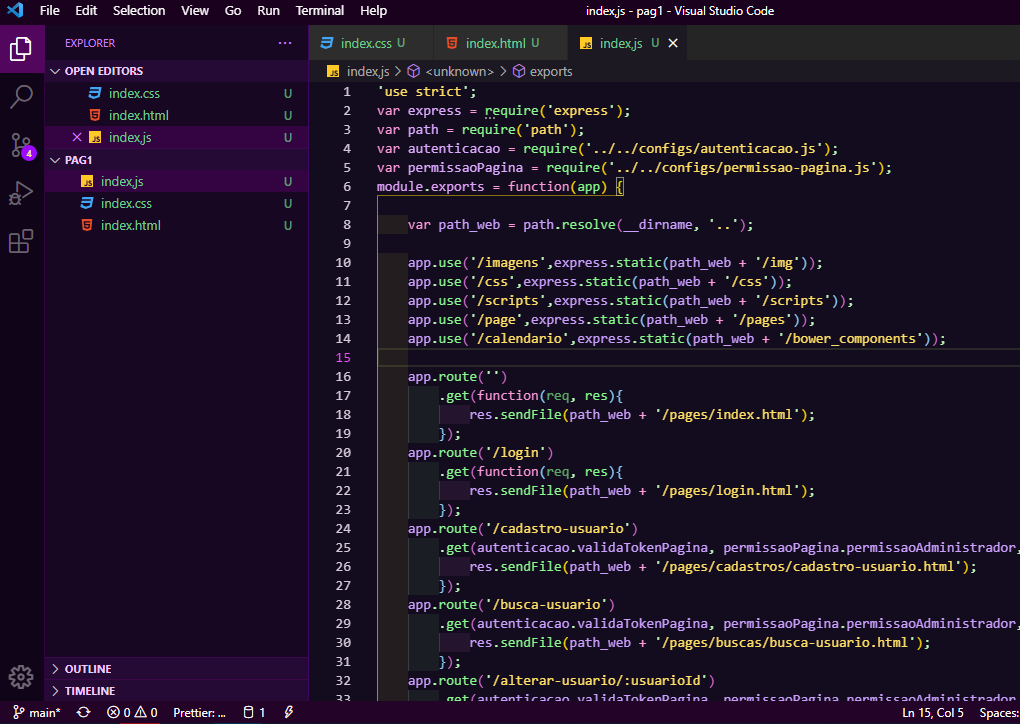 File Edit Selection View Go Run Terminal Help index.js - pag1 - Visual Studio Code
EXPLORER ...
OPEN EDITORS
index.css U
index.html U
index.js U
PAG1
index.js U
index.css U
index.html U
OUTLINE
TIMELINE
4
index.css U index.html U JS index.js U
JS index.js > <unknown> > exports
1 'use strict';
2 var express = require('express');
3 var path = require('path');
4 var autenticacao = require('../../configs/autenticacao.js');
5 var permissaoPagina = require('../../configs/permissao-pagina.js');
6 module.exports = function(app) {
7
8 var path_web = path.resolve(__dirname, '..');
9
10 app.use('/imagens',express.static(path_web + '/img'));
11 app.use('/css',express.static(path_web + '/css'));
12 app.use('/scripts',express.static(path_web + '/scripts'));
13 app.use('/page',express.static(path_web + '/pages'));
14 app.use('/calendario',express.static(path_web + '/bower_components'));
15
16 app.route('')
17 .get(function(req, res){
18 res.sendFile(path_web + '/pages/index.html');
19 });
20 app.route('/login')
21 .get(function(req, res){
22 res.sendFile(path_web + '/pages/login.html');
23 });
24 app.route('/cadastro-usuario')
25 .get(autenticacao.validaTokenPagina, permissaoPagina.permissaoAdministrador,
26 res.sendFile(path_web + '/pages/cadastros/cadastro-usuario.html');
27 });
28 app.route('/busca-usuario')
29 .get(autenticacao.validaTokenPagina, permissaoPagina.permissaoAdministrador,
30 res.sendFile(path_web + '/pages/buscas/busca-usuario.html');
31 });
32 app.route('/alterar-usuario/:usuarioId')
33 .get(autenticacao.validaTokenPagina, permissaoPagina.permissaoAdministrador,
main* 0 0 Prettier: ... 1 Ln 15, Col 5 Spaces: